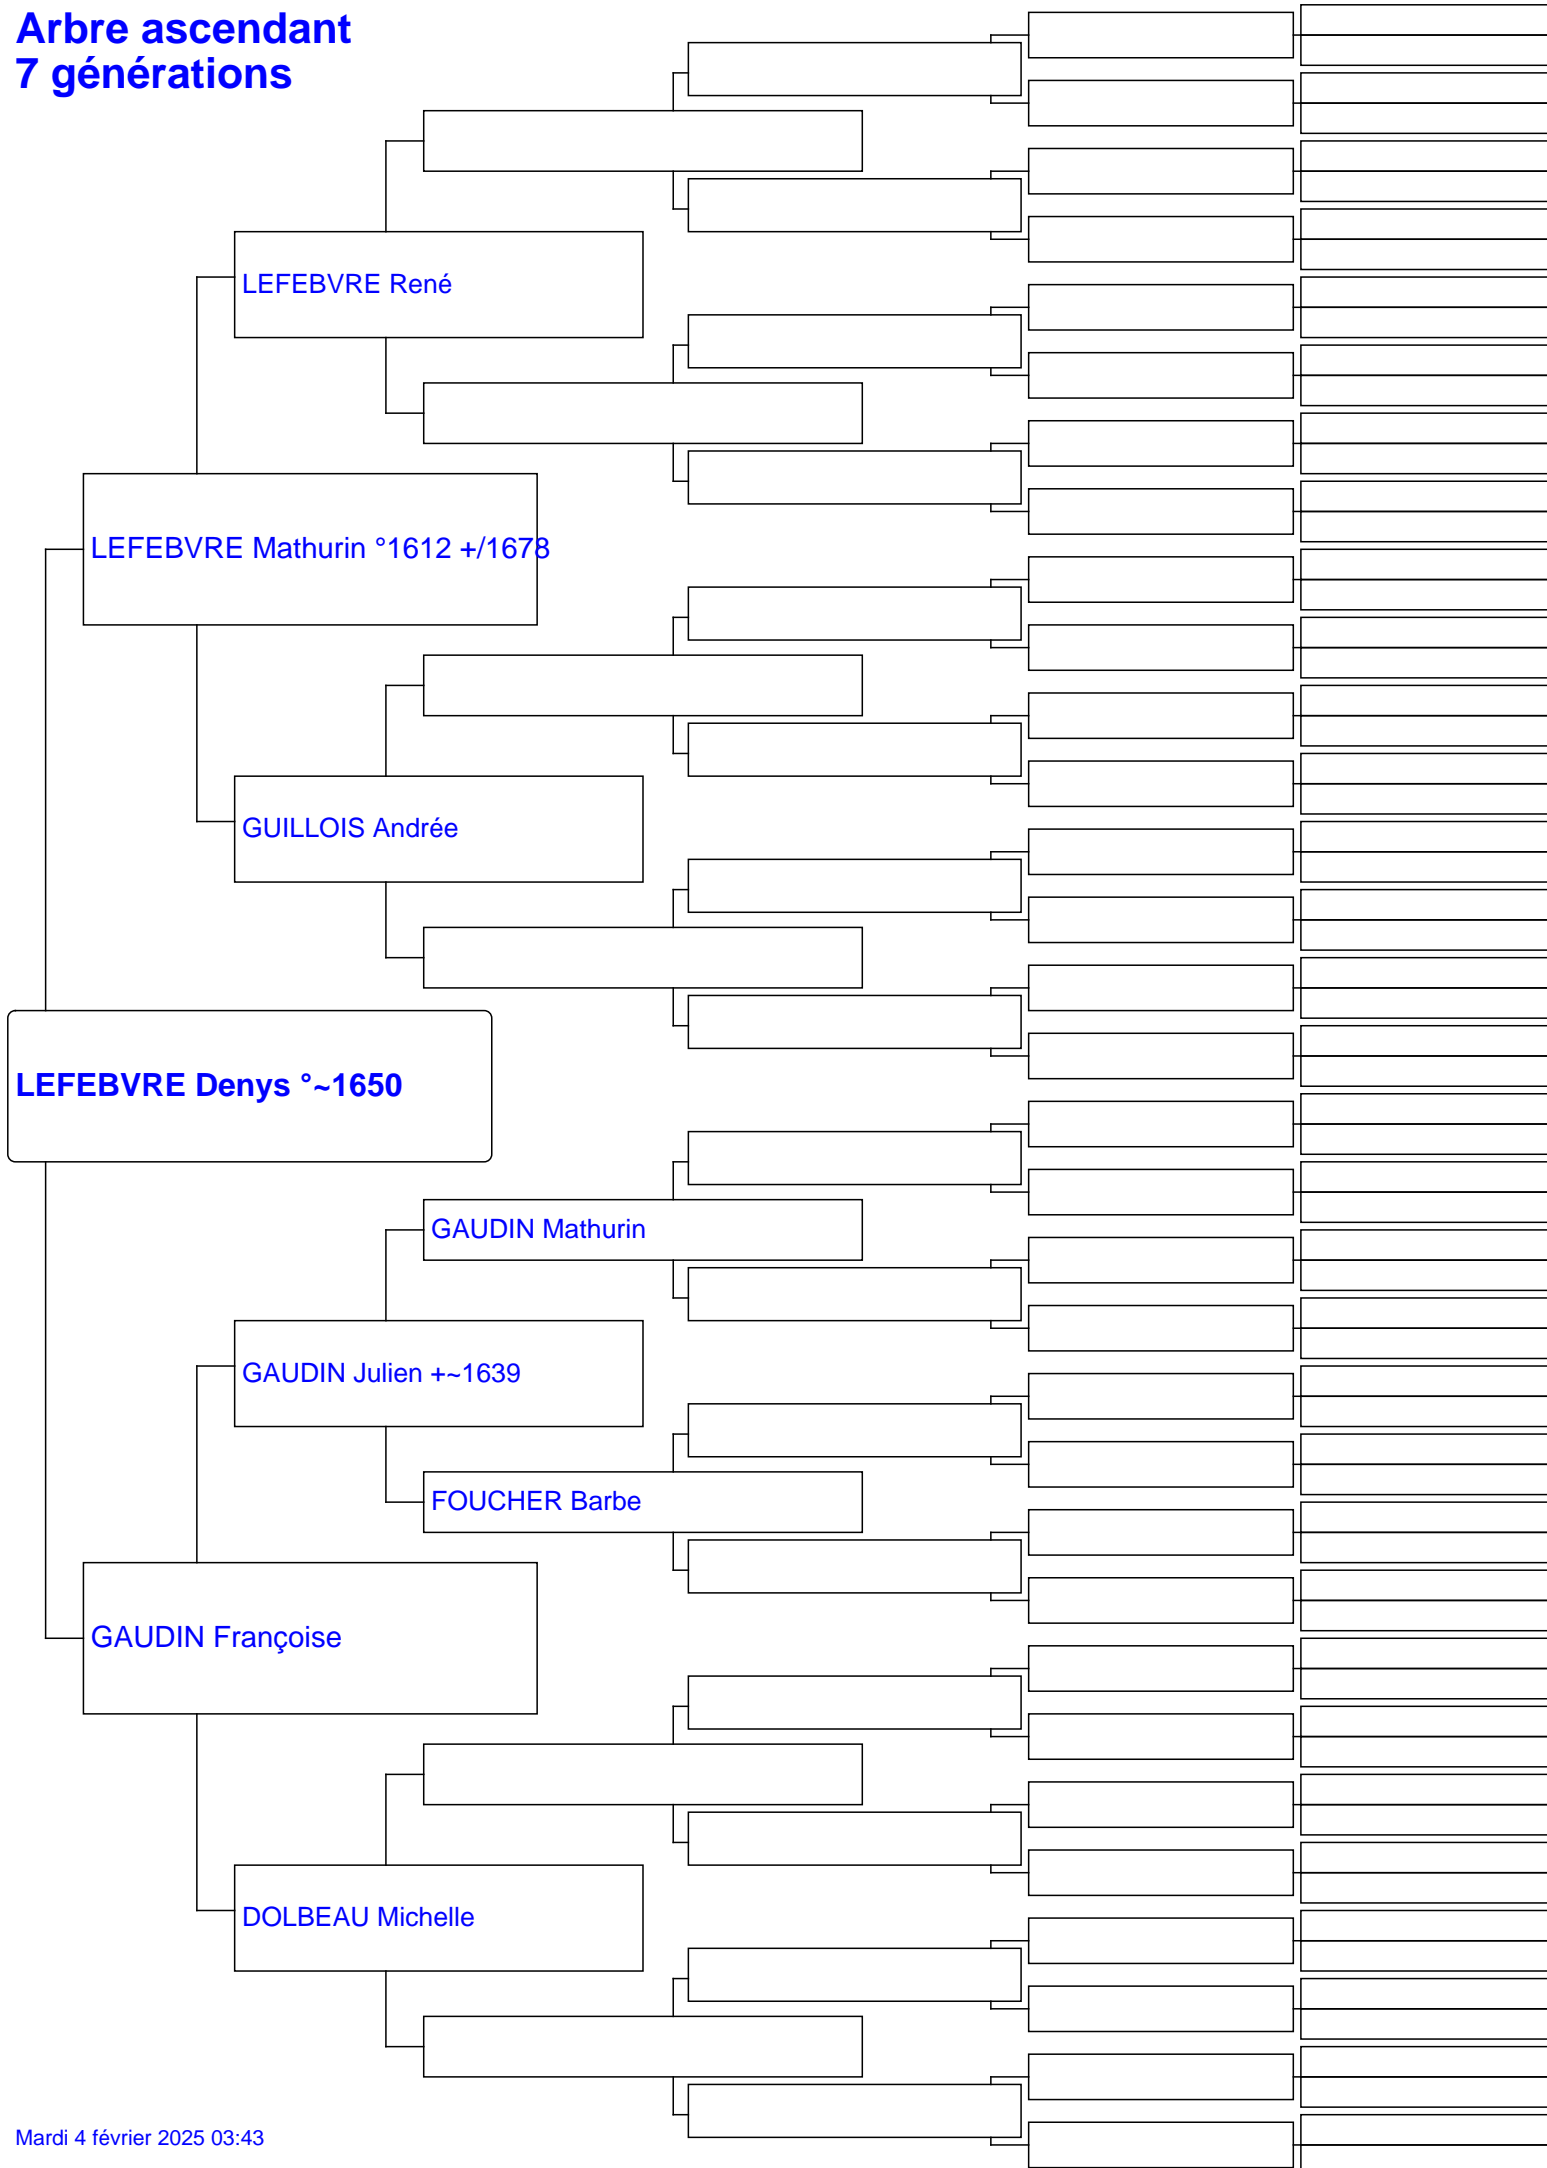 Arbre ascendant
7 générations
LEFEBVRE René
LEFEBVRE Mathurin °1612 +/1678
GUILLOIS Andrée
LEFEBVRE Denys °~1650
GAUDIN Mathurin
GAUDIN Julien +~1639
FOUCHER Barbe
GAUDIN Françoise
DOLBEAU Michelle
Mardi 4 février 2025 03:43